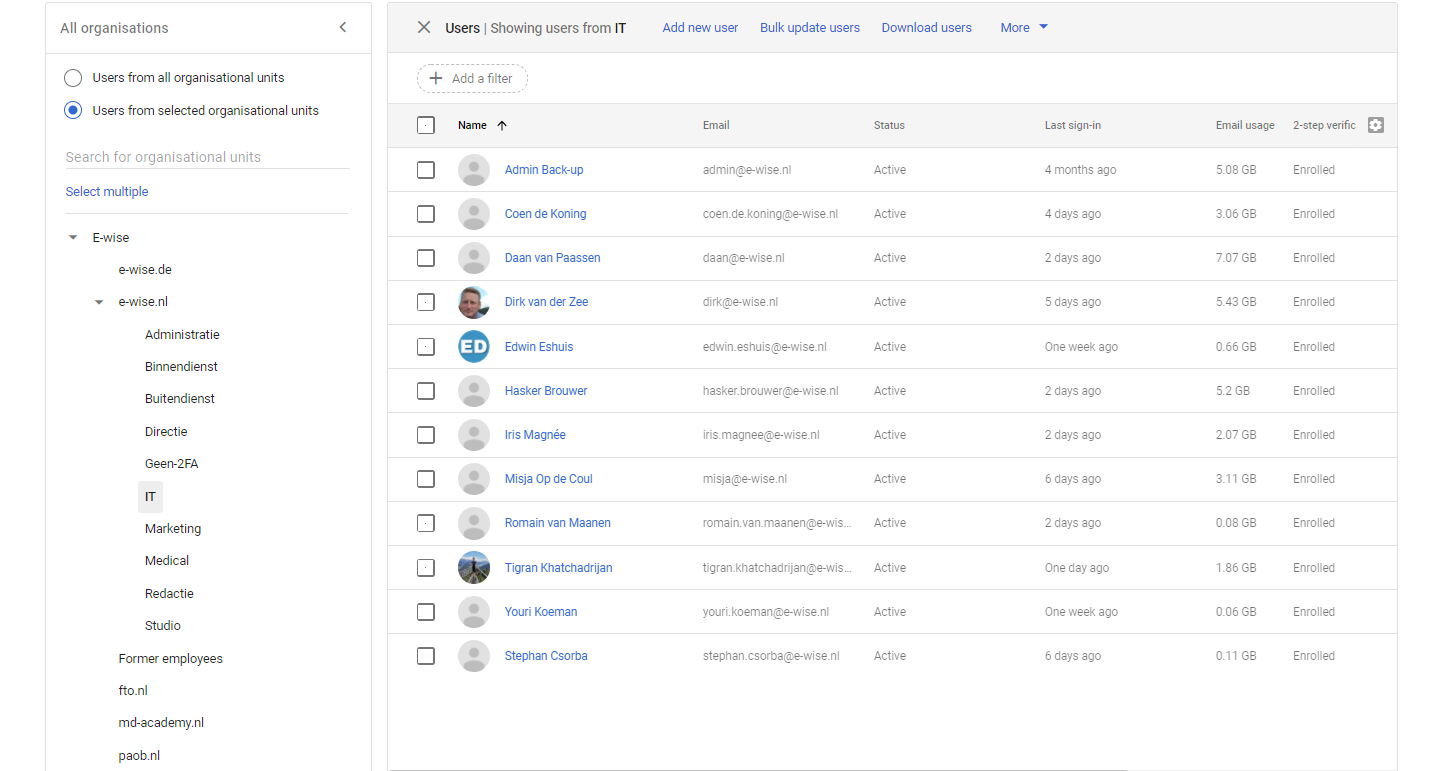 All organisations
Users from all organisational units
Users from selected organisational units
Search for organisational units
Select multiple
E-wise
e-wise.de
e-wise.nl
Administratie
Binnendienst
Buitendienst
Directie
Geen-2FA
IT
Marketing
Medical
Redactie
Studio
Former employees
fto.nl
md-academy.nl
paob.nl
Users | Showing users from IT Add new user Bulk update users Download users More
Add a filter
Name Email Status Last sign-in Email usage 2-step verific
Admin Back-up admin@e-wise.nl Active 4 months ago 5.08 GB Enrolled
Coen de Koning coen.de.koning@e-wise.nl Active 4 days ago 3.06 GB Enrolled
Daan van Paassen daan@e-wise.nl Active 2 days ago 7.07 GB Enrolled
Dirk van der Zee dirk@e-wise.nl Active 5 days ago 5.43 GB Enrolled
ED Edwin Eshuis edwin.eshuis@e-wise.nl Active One week ago 0.66 GB Enrolled
Hasker Brouwer hasker.brouwer@e-wise.nl Active 2 days ago 5.2 GB Enrolled
Iris Magnée iris.magnee@e-wise.nl Active 2 days ago 2.07 GB Enrolled
Misja Op de Coul misja@e-wise.nl Active 6 days ago 3.11 GB Enrolled
Romain van Maanen romain.van.maanen@e-wis... Active 2 days ago 0.08 GB Enrolled
Tigran Khatchadrijan tigran.khatchadrijan@e-wis... Active One day ago 1.86 GB Enrolled
Youri Koeman youri.koeman@e-wise.nl Active One week ago 0.06 GB Enrolled
Stephan Csorba stephan.csorba@e-wise.nl Active 6 days ago 0.11 GB Enrolled